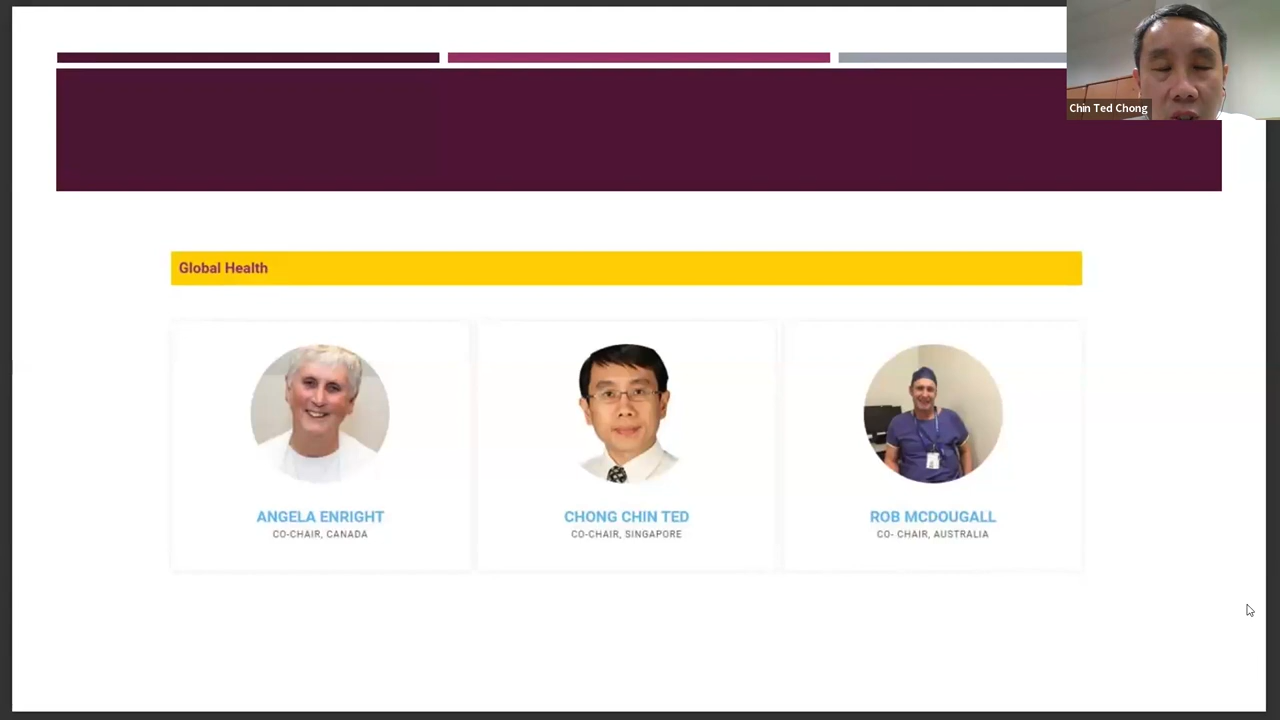 Chin Ted Chong
Global Health
ANGELA ENRIGHT
CO-CHAIR, CANADA
CHONG CHIN TED
CO-CHAIR, SINGAPORE
ROB MCDOUGALL
CO- CHAIR, AUSTRALIA